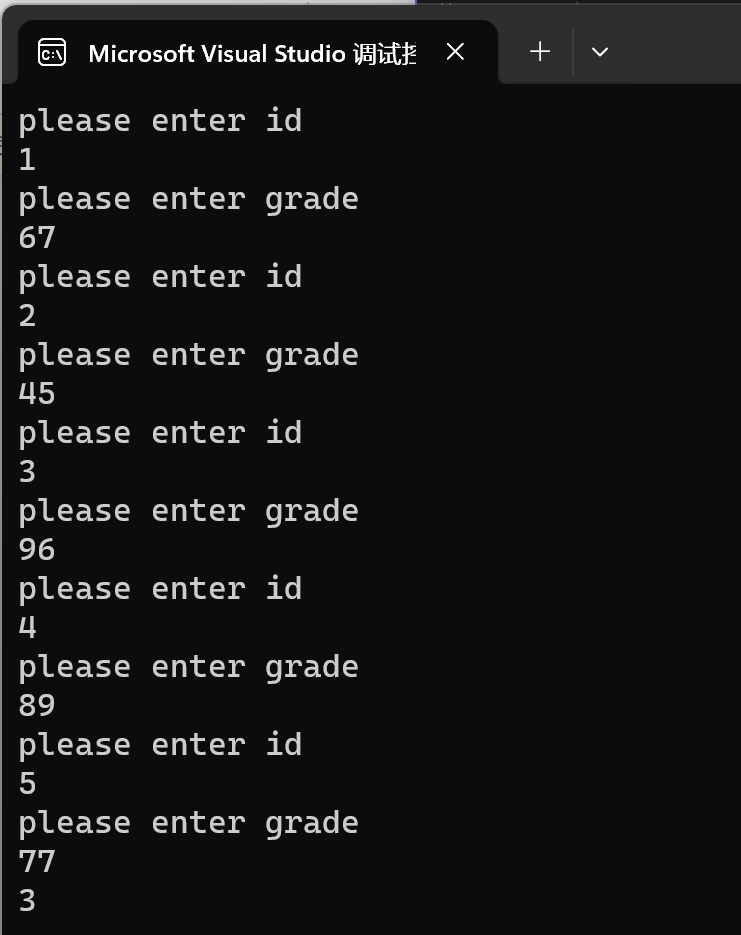 Microsoft Visual Studio 调试
please enter id
1
please enter grade
67
please enter id
2
please enter grade
45
please enter id
3
please enter grade
96
please enter id
4
please enter grade
89
please enter id
5
please enter grade
77
3